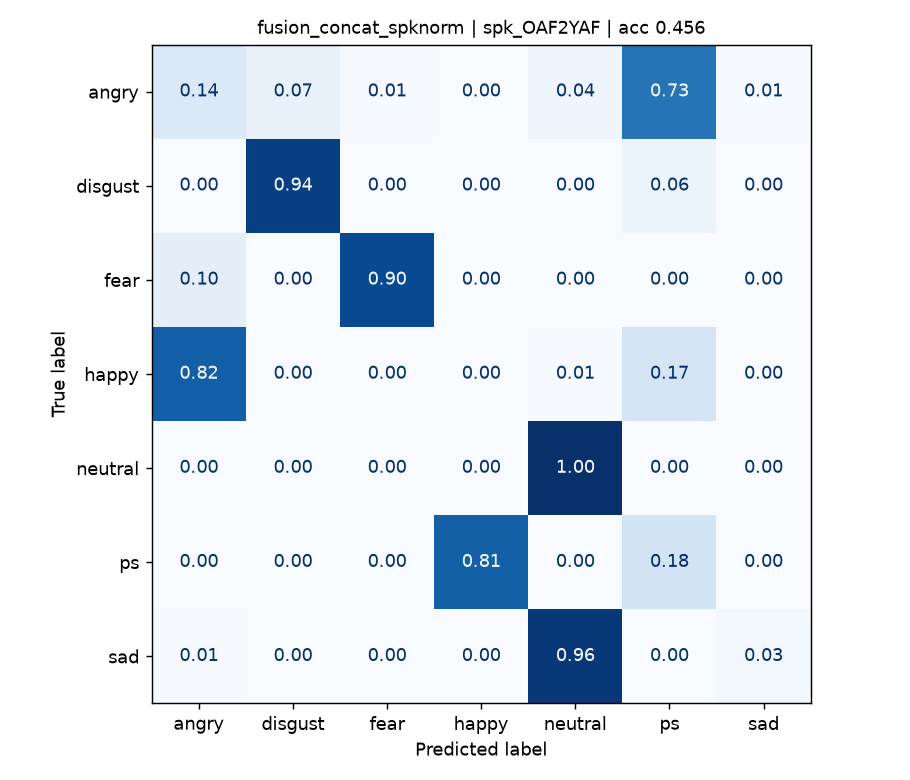 fusion_concat_spknorm | spk_OAF2YAF | acc 0.456
True label
angry 0.14 0.07 0.01 0.00 0.04 0.73 0.01
disgust 0.00 0.94 0.00 0.00 0.00 0.06 0.00
fear 0.10 0.00 0.90 0.00 0.00 0.00 0.00
happy 0.82 0.00 0.00 0.00 0.01 0.17 0.00
neutral 0.00 0.00 0.00 0.00 1.00 0.00 0.00
ps 0.00 0.00 0.00 0.81 0.00 0.18 0.00
sad 0.01 0.00 0.00 0.00 0.96 0.00 0.03
angry disgust fear happy neutral ps sad
Predicted label